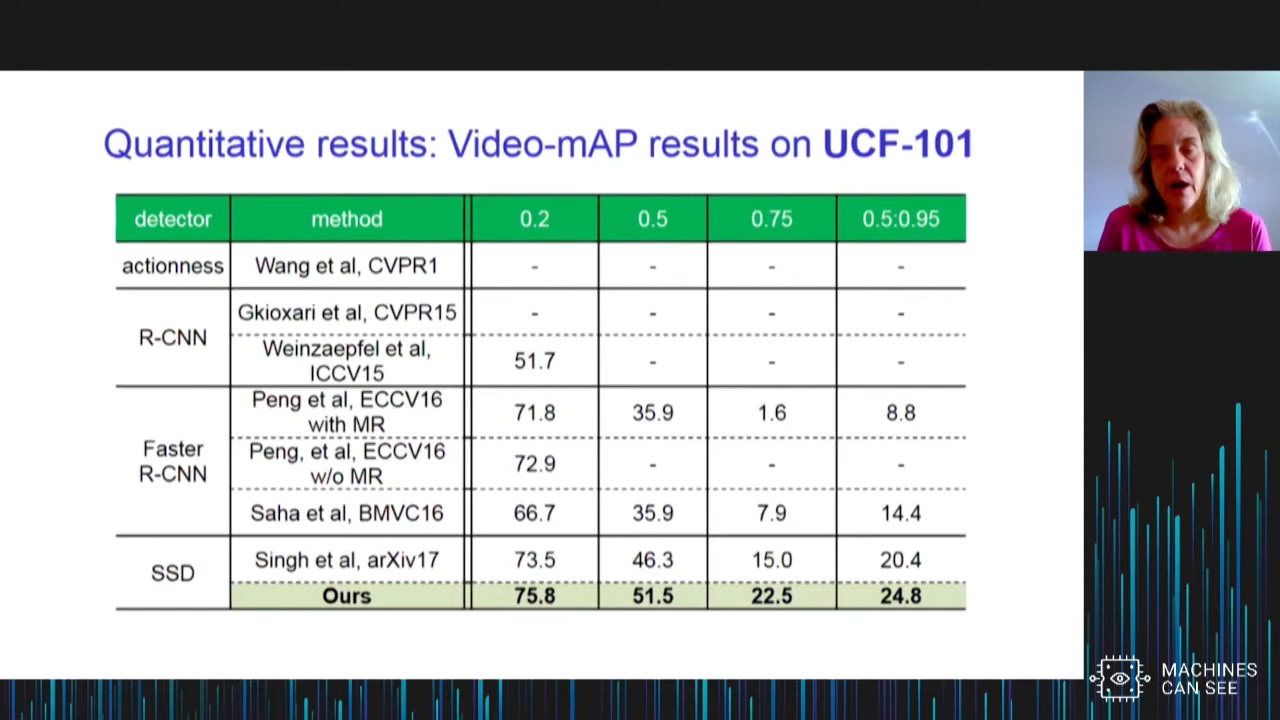 Quantitative results: Video-mAP results on UCF-101
detector method 0.2 0.5 0.75 0.5:0.95
actionness Wang et al, CVPR1 - - - -
R-CNN
Gkioxari et al, CVPR15 - - - -
Weinzaepfel et al,
ICCV15 51.7 - - -
Faster
R-CNN
Peng et al, ECCV16
with MR 71.8 35.9 1.6 8.8
Peng, et al, ECCV16
w/o MR 72.9 - - -
Saha et al, BMVC16 66.7 35.9 7.9 14.4
SSD
Singh et al, arXiv17 73.5 46.3 15.0 20.4
Ours 75.8 51.5 22.5 24.8
MACHINES
CAN SEE